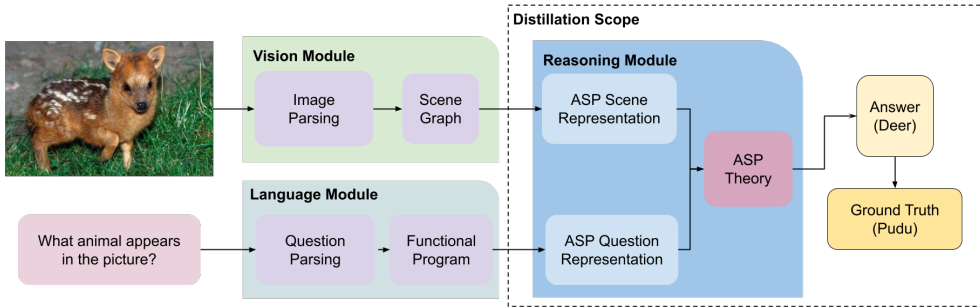 Distillation Scope
Vision Module
Reasoning Module
Image
Parsing
Scene
Graph
ASP Scene
Representation
Answer
(Deer)
ASP
Theory
Language Module
Ground Truth
(Pudu)
What animal appears
in the picture?
Question
Parsing
Functional
Program
ASP Question
Representation